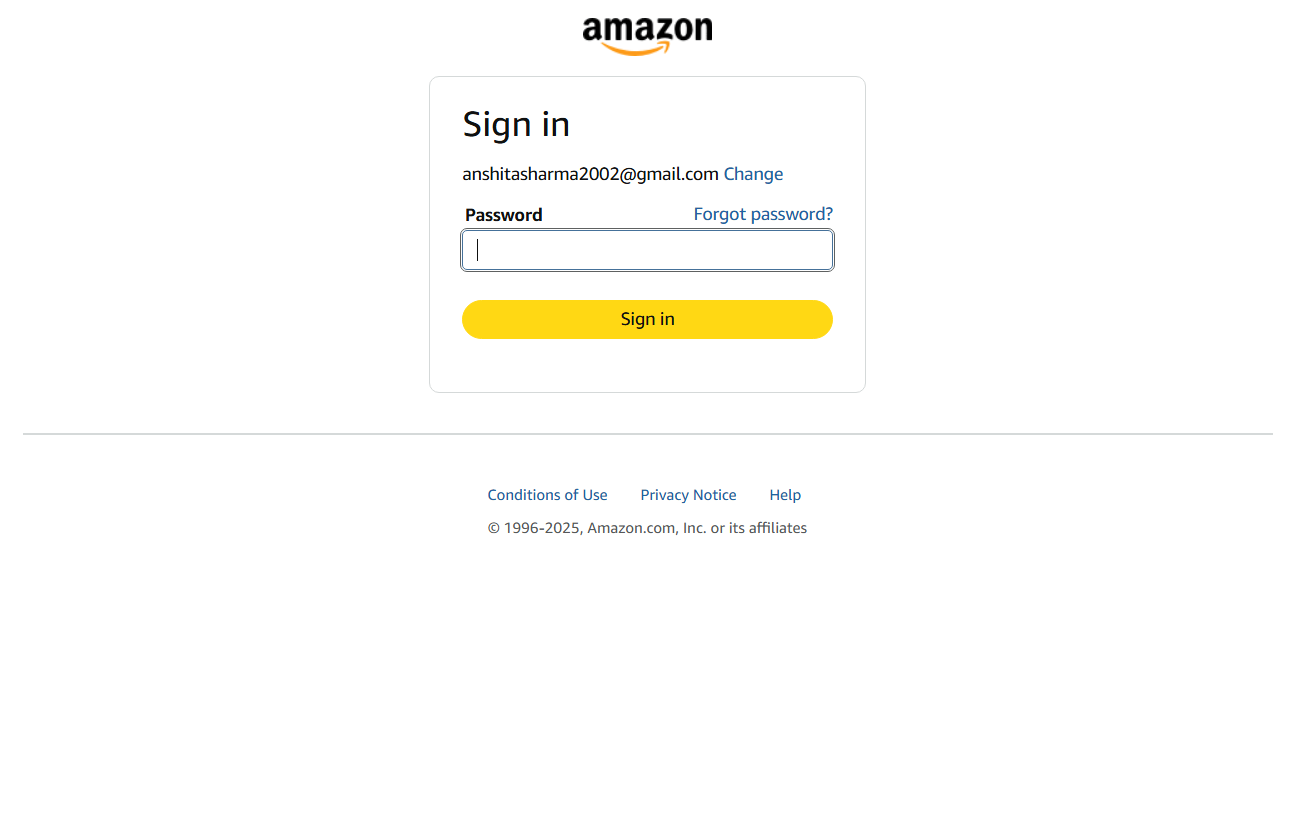 amazon
Sign in
anshitasharma2002@gmail.com Change
Password Forgot password?
Sign in
Conditions of Use Privacy Notice Help
© 1996-2025, Amazon.com, Inc. or its affiliates